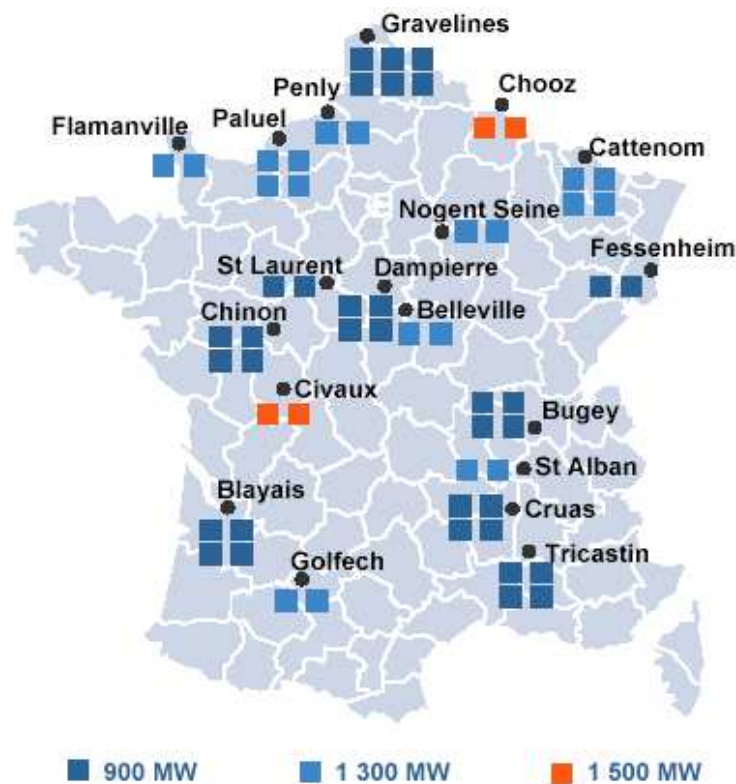 Gravelines
Penly
Chooz
Flamanville
Paluel
Cattenom
Nogent Seine
Fessenheim
St Laurent
Dampierre
Chinon
Belleville
Civaux
Bugey
St Alban
Blayais
Cruas
Golfech
Tricastin
900 MW
1 300 MW
1 500 MW